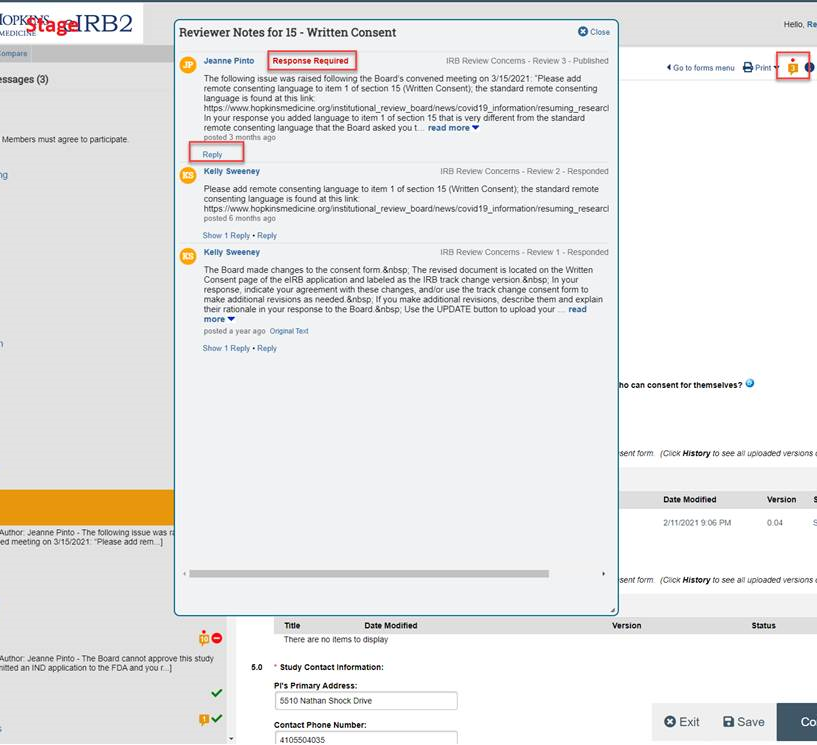 OPKINS
MEDICINE
Stage
eIRB2
Hello,
Compare
essages (3)
Go to forms menu
Print
3
Members must agree to participate.
ng
Reviewer Notes for 15 - Written Consent
Close
JP
Jeanne Pinto
Response Required
IRB Review Concerns - Review 3 - Published
The following issue was raised following the Board's convened meeting on 3/15/2021: “Please add
remote consenting language to item 1 of section 15 (Written Consent); the standard remote consenting
language is found at this link:
https://www.hopkinsmedicine.org/institutional_review_board/news/covid19_information/resuming_researcl
In your response you added language to item 1 of section 15 that is very different from the standard
remote consenting language that the Board asked you t... read more
posted 3 months ago
Reply
KS
Kelly Sweeney
IRB Review Concerns - Review 2 - Responded
Please add remote consenting language to item 1 of section 15 (Written Consent); the standard remote
consenting language is found at this link:
https://www.hopkinsmedicine.org/institutional_review_board/news/covid19_information/resuming_researcl
posted 6 months ago
Show 1 Reply • Reply
KS
Kelly Sweeney
IRB Review Concerns - Review 1 - Responded
The Board made changes to the consent form.&nbsp; The revised document is located on the Written
Consent page of the eIRB application and labeled as the IRB track change version.&nbsp; In your
response, indicate your agreement with these changes, and/or use the track change consent form to
make additional revisions as needed.&nbsp; If you make additional revisions, describe them and explain
their rationale in your response to the Board.&nbsp; Use the UPDATE button to upload your ... read
more
posted a year ago Original Text
Show 1 Reply • Reply
ho can consent for themselves?
sent form. (Click History to see all uploaded versions
Date Modified Version
2/11/2021 9:06 PM 0.04
sent form. (Click History to see all uploaded versions
Author: Jeanne Pinto - The following issue was ra
ed meeting on 3/15/2021: “Please add rem...]
10
Author: Jeanne Pinto - The Board cannot approve this study
mitted an IND application to the FDA and you r...]
1
Title Date Modified Version Status
There are no items to display
5.0 * Study Contact Information:
PI's Primary Address:
5510 Nathan Shock Drive
Contact Phone Number:
4105504035
Exit Save Co